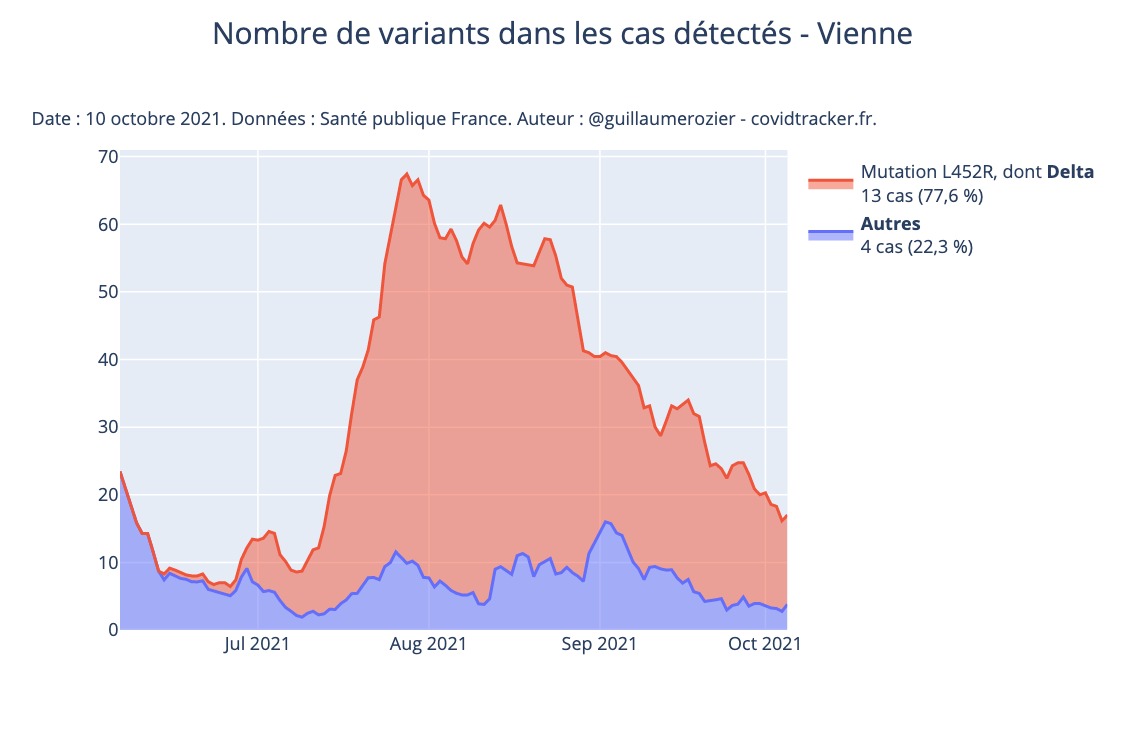 Nombre de variants dans les cas détectés - Vienne
Date : 10 octobre 2021. Données : Santé publique France. Auteur : @guillaumerozier - covidtracker.fr.
70
60
50
40
30
20
10
0
Jul 2021
Aug 2021
Sep 2021
Oct 2021
Mutation L452R, dont Delta
13 cas (77,6 %)
Autres
4 cas (22,3 %)